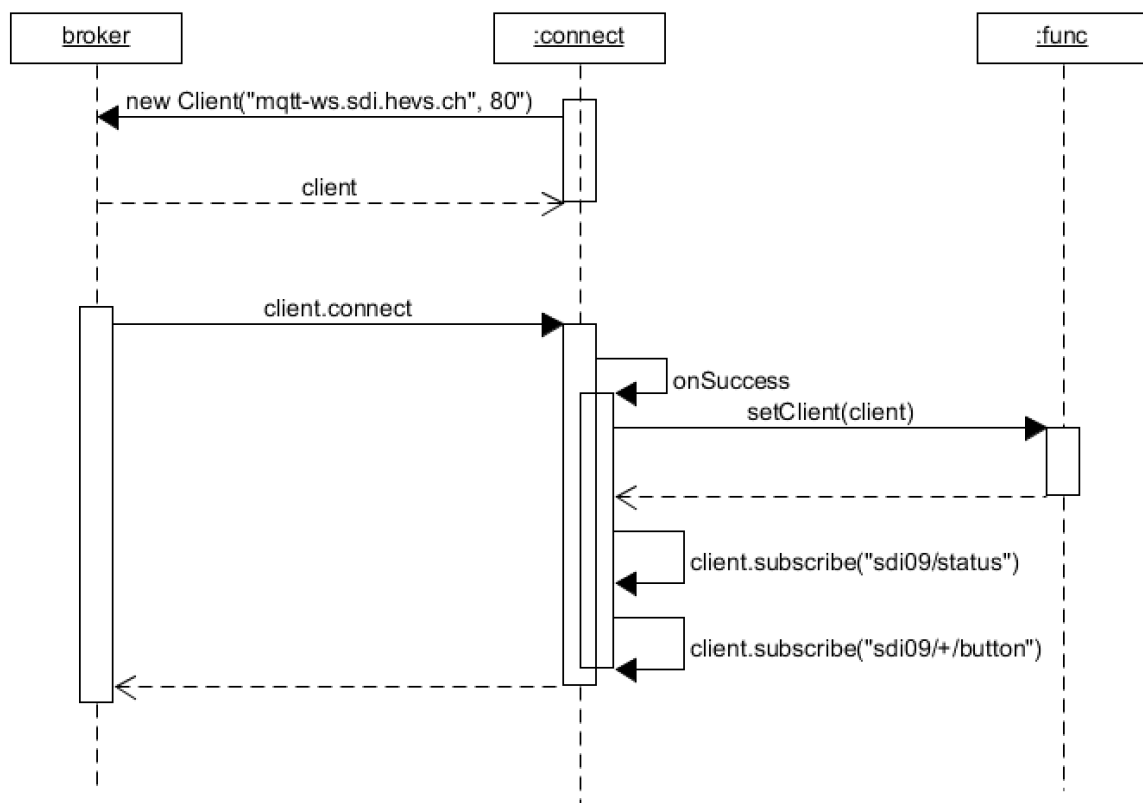 broker
:connect
:func
new Client("mqtt-ws.sdi.hevs.ch", 80")
client
client.connect
onSuccess
setClient(client)
client.subscribe("sdi09/status")
client.subscribe("sdi09/+/button")